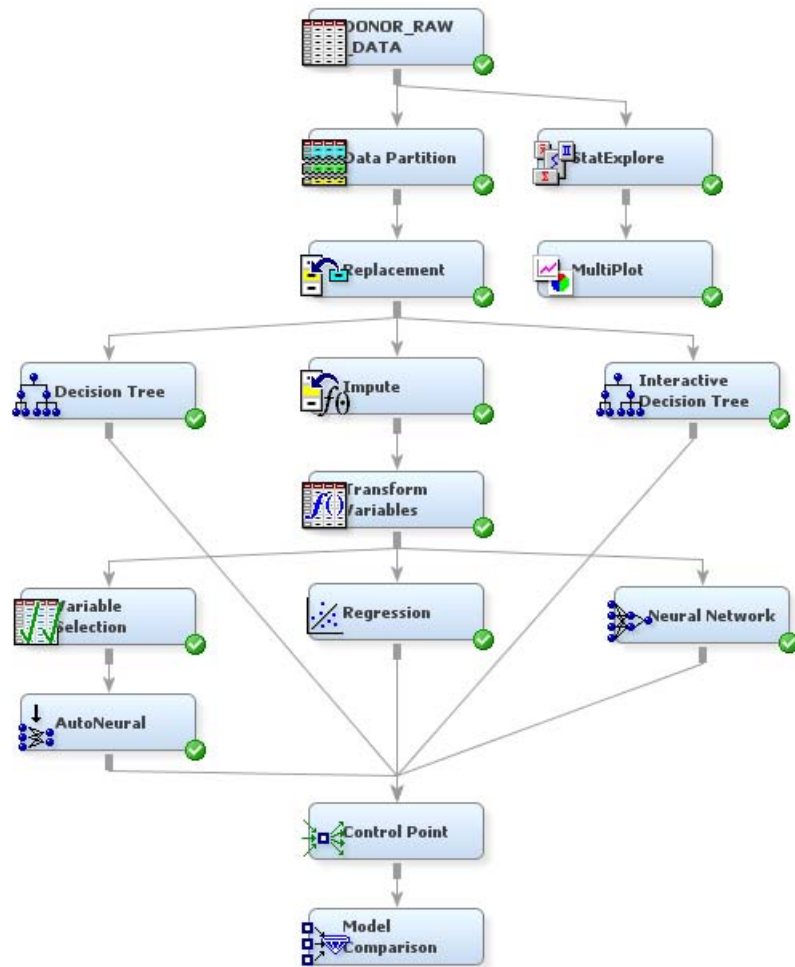 DONOR_RAW
_DATA
Data Partition
StatExplore
Replacement
MultiPlot
Decision Tree
Impute
Interactive
Decision Tree
Transform
Variables
Variable
Selection
Regression
Neural Network
AutoNeural
Control Point
Model
Comparison